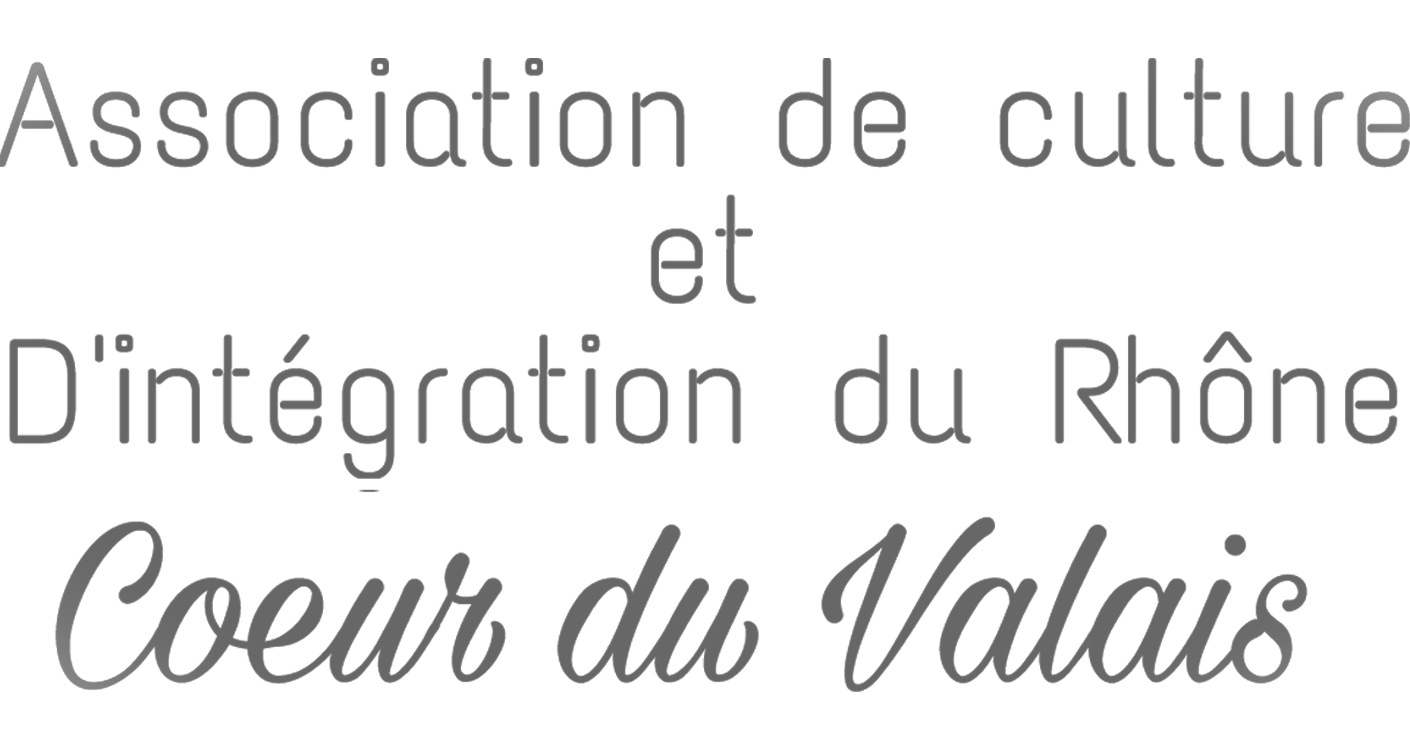 Association de culture
et
D'intégration du Rhône
Coeur du Valais